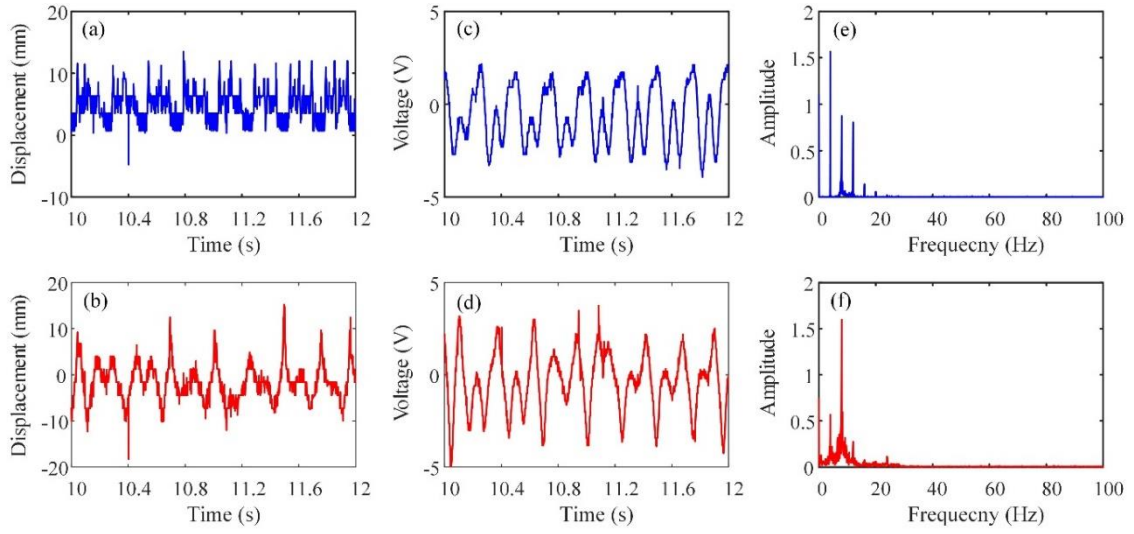 (a)
Displacement (mm)
20
10
0
-10
10 10.4 10.8 11.2 11.6 12
Time (s)
(c)
Voltage (V)
5
0
-5
10 10.4 10.8 11.2 11.6 12
Time (s)
(e)
Amplitude
2
1.5
1
0.5
0
0 20 40 60 80 100
Frequecny (Hz)
(b)
Displacement (mm)
20
10
0
-10
-20
10 10.4 10.8 11.2 11.6 12
Time (s)
(d)
Voltage (V)
5
0
-5
10 10.4 10.8 11.2 11.6 12
Time (s)
(f)
Amplitude
2
1.5
1
0.5
0
0 20 40 60 80 100
Frequecny (Hz)